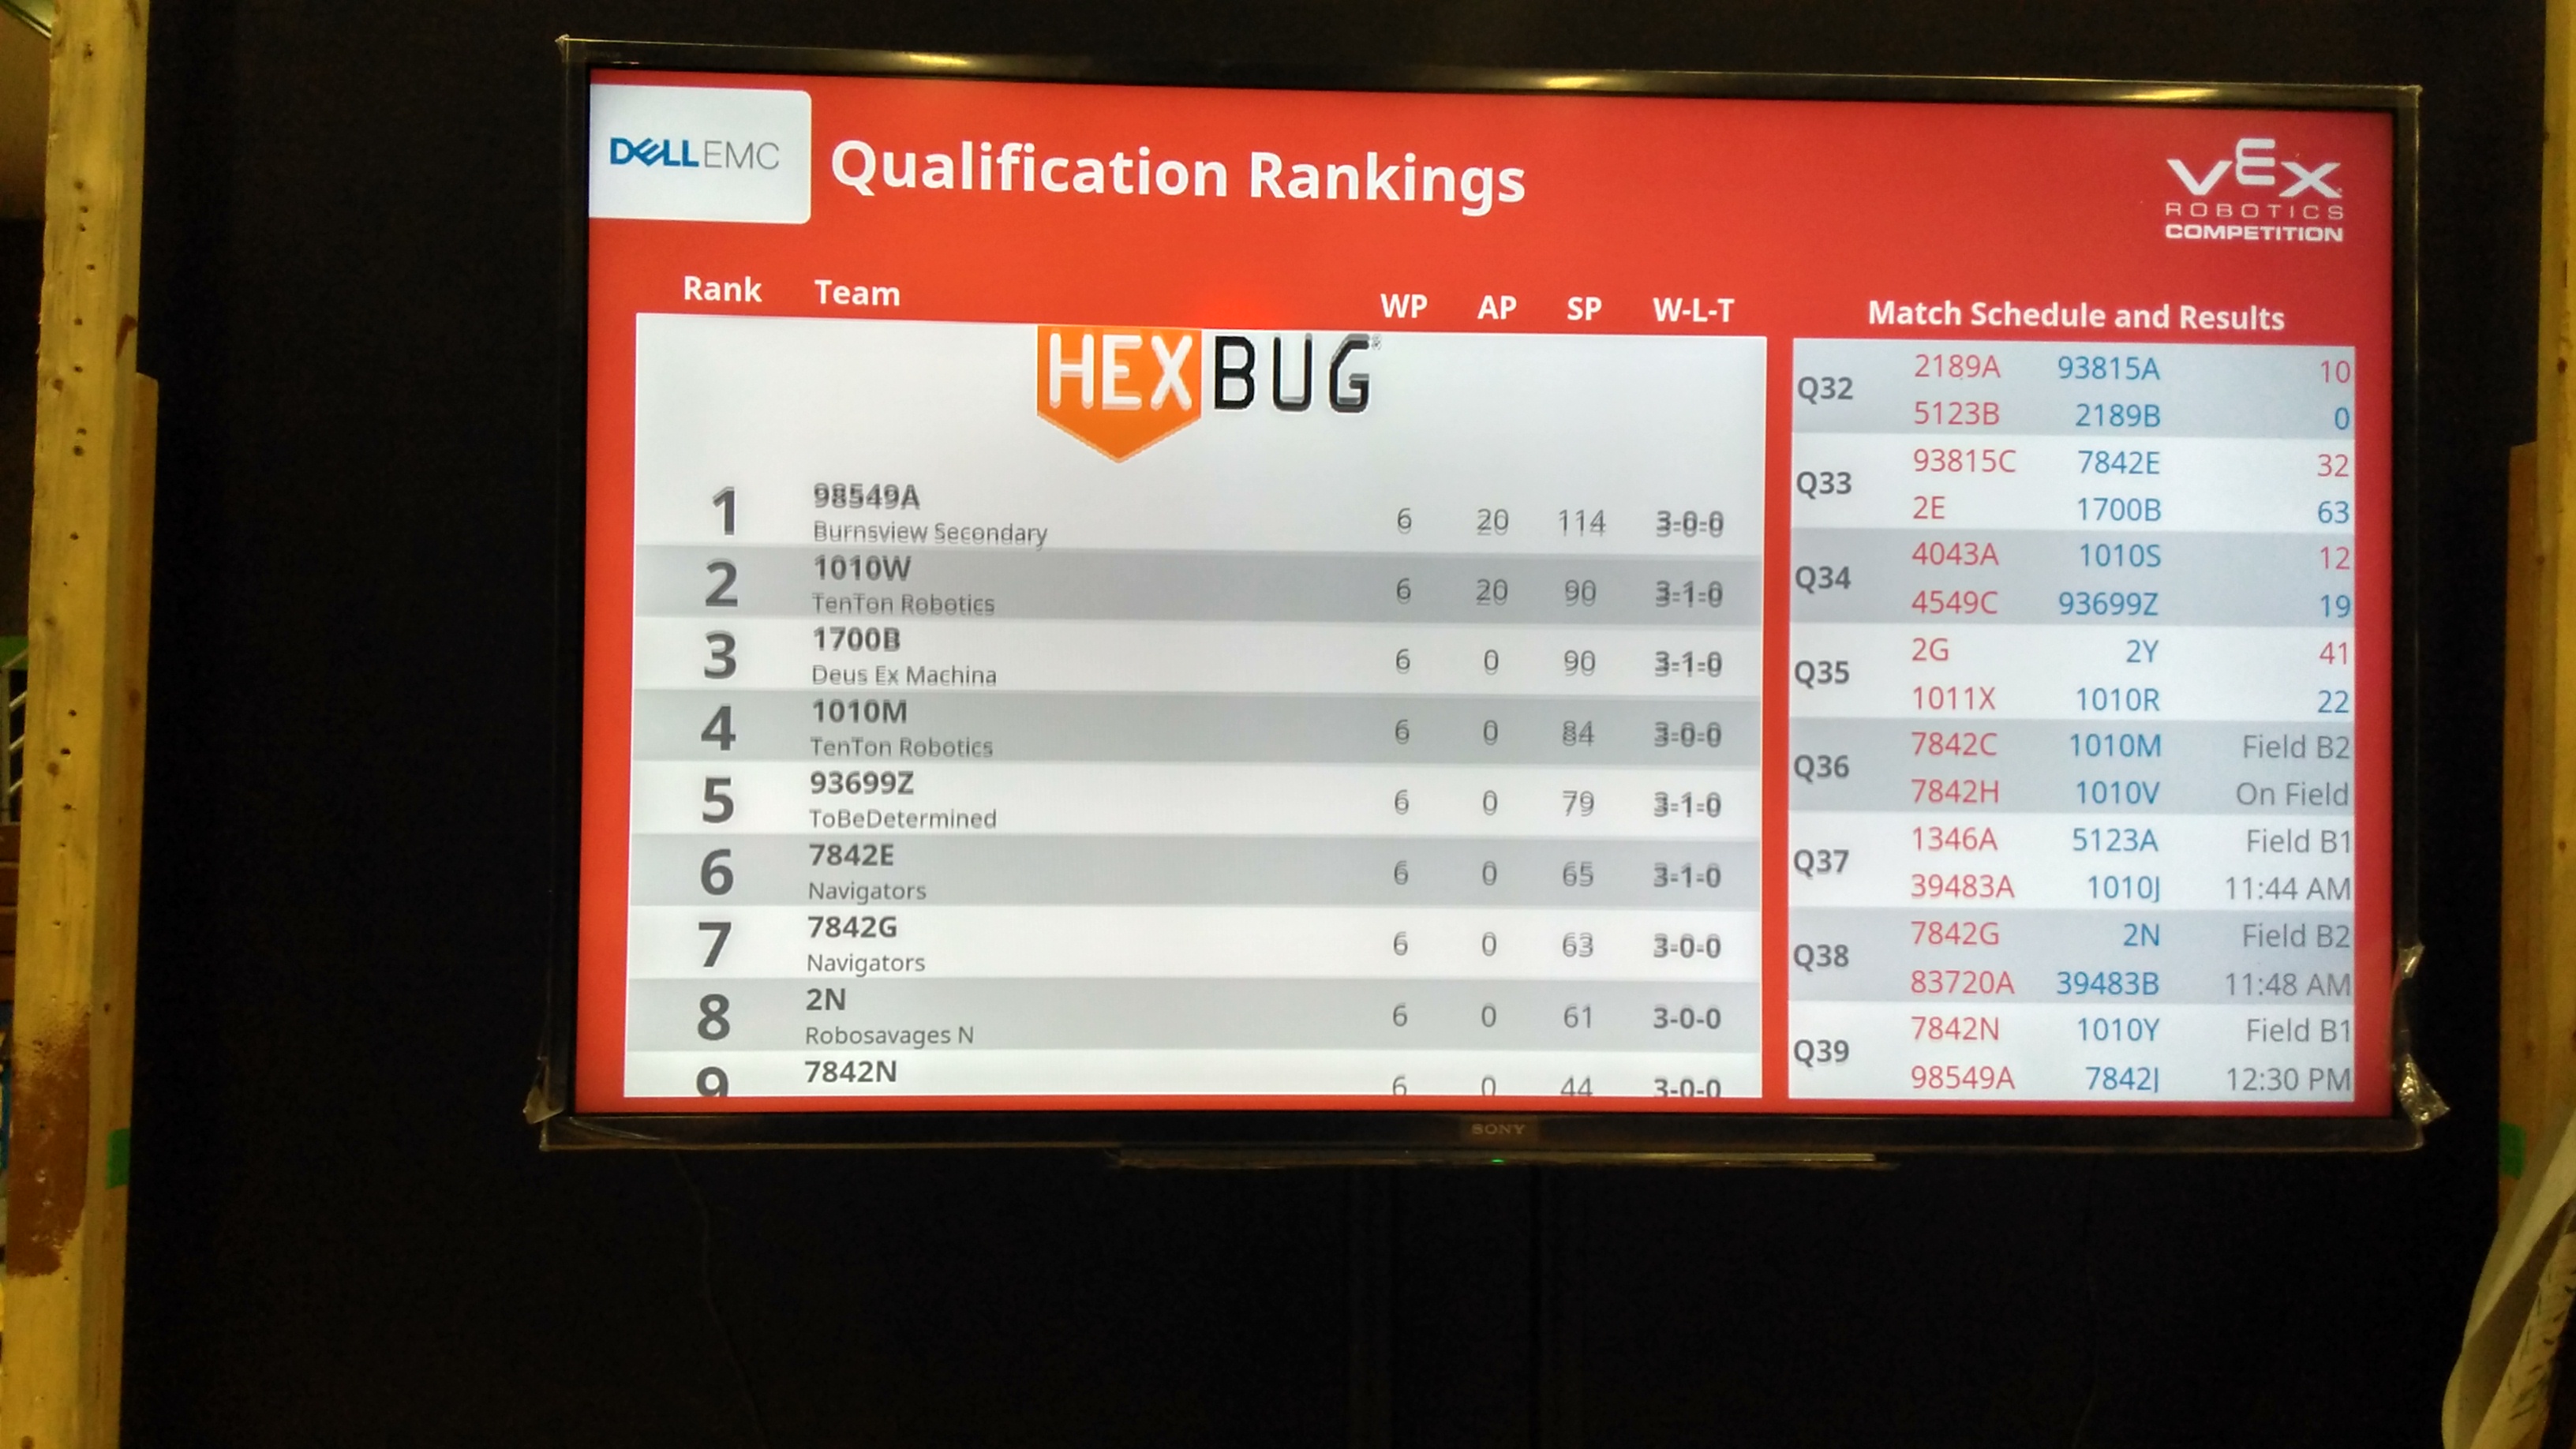 DELL EMC
Qualification Rankings
VEX
ROBOTICS
COMPETITION
Rank Team WP AP SP W-L-T
HEXBUG®
1 98549A
Burnsview Secondary 6 20 114 3-0-0
2 1010W
TenTon Robotics 6 20 90 3-1-0
3 1700B
Deus Ex Machina 6 0 90 3-1-0
4 1010M
TenTon Robotics 6 0 84 3-0-0
5 93699Z
ToBeDetermined 6 0 79 3-1-0
6 7842E
Navigators 6 0 65 3-1-0
7 7842G
Navigators 6 0 63 3-0-0
8 2N
Robosavages N 6 0 61 3-0-0
9 7842N
6 0 44 3-0-0
Match Schedule and Results
Q32 2189A 93815A 10
5123B 2189B 0
Q33 93815C 7842E 32
2E 1700B 63
Q34 4043A 1010S 12
4549C 93699Z 19
Q35 2G 2Y 41
1011X 1010R 22
Q36 7842C 1010M Field B2
7842H 1010V On Field
Q37 1346A 5123A Field B1
39483A 1010J 11:44 AM
Q38 7842G 2N Field B2
83720A 39483B 11:48 AM
Q39 7842N 1010Y Field B1
98549A 7842J 12:30 PM
SONY